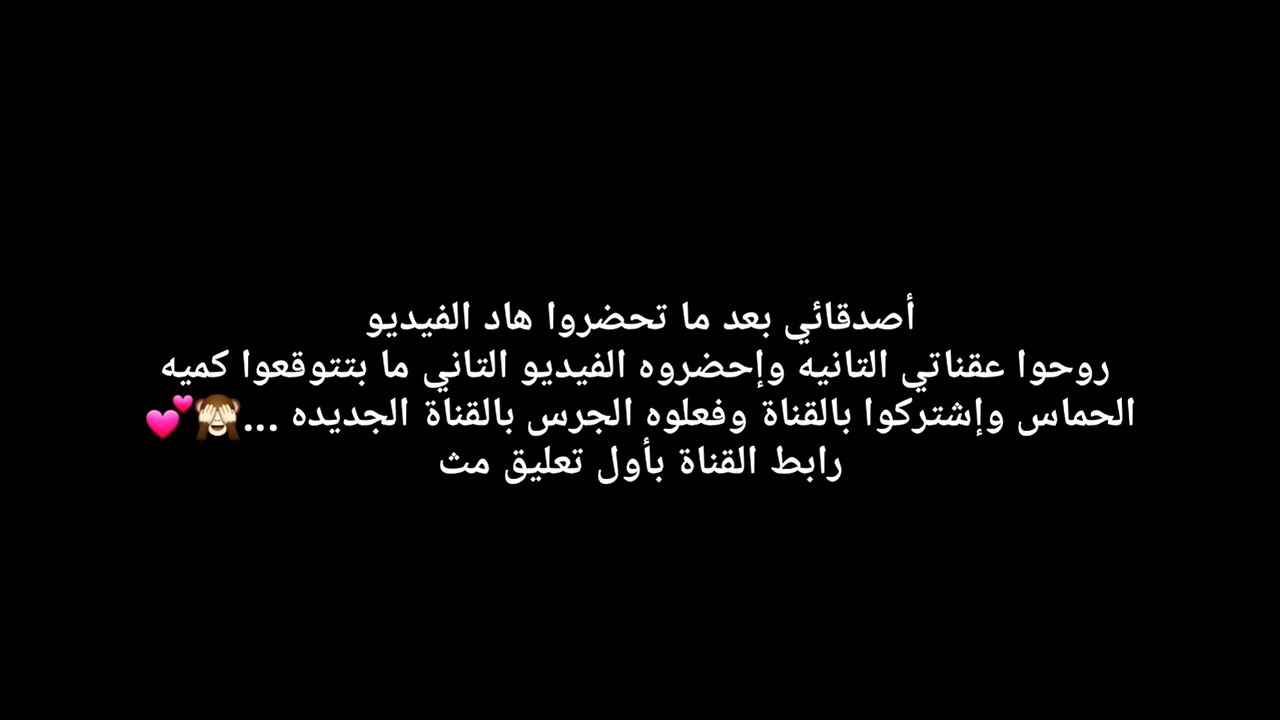 أصدقائي بعد ما تحضروا هاد الفيديو
روحوا عقناتي التانيه وإحضروه الفيديو التاني ما بتتوقعوا كميه
الحماس وإشتركوا بالقناة وفعلوه الجرس بالقناة الجديده ...🙈💕
رابط القناة بأول تعليق مث